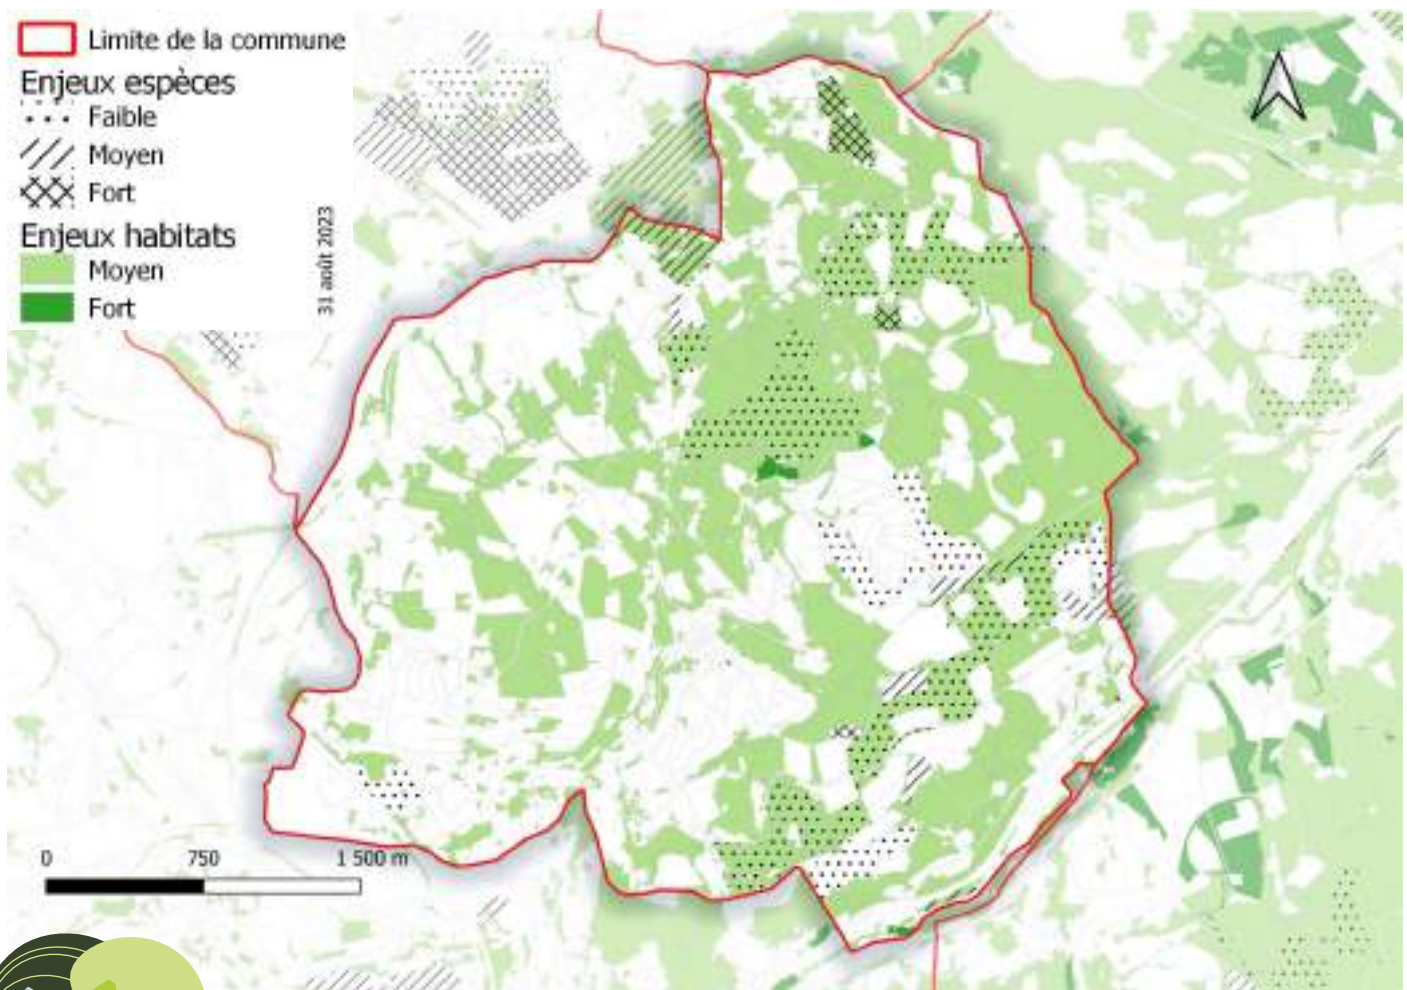 Limite de la commune
Enjeux espèces
Faible
Moyen
Fort
Enjeux habitats
Moyen
Fort
31 août 2023
0 750 1 500 m